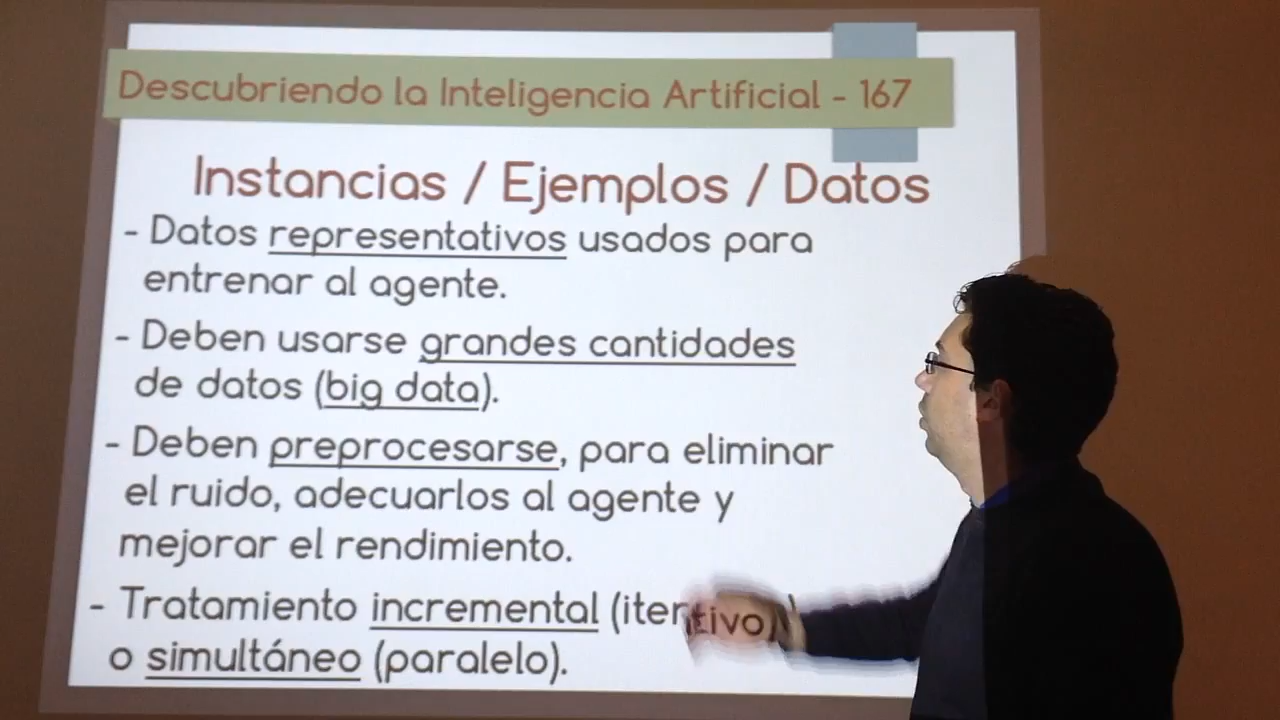 Descubriendo la Inteligencia Artificial - 167
Instancias / Ejemplos / Datos
- Datos representativos usados para
entrenar al agente.
- Deben usarse grandes cantidades
de datos (big data).
- Deben preprocesarse, para eliminar
el ruido, adecuarlos al agente y
mejorar el rendimiento.
- Tratamiento incremental (iterativo)
o simultáneo (paralelo).